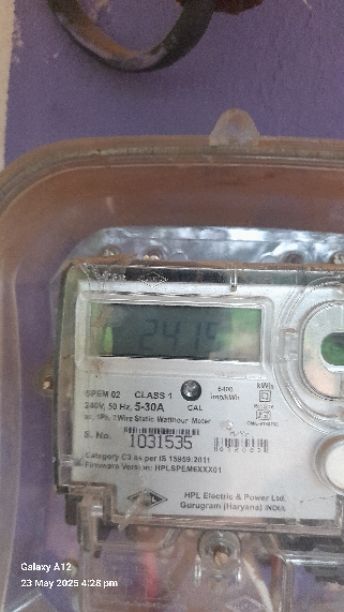 2415
SPEM 02 CLASS 1
240V, 50 Hz, 5-30A CAL
6400
imp/kWh
kWh
1Ph, 2Wire Static Watthour Meter
S. No. 1031535
Category C3 as per IS 15959:2011
Firmware Version: HPLSPEM6XXX01
HPL
HPL Electric & Power Ltd.
Gurugram (Haryana) INDIA
Galaxy A12
23 May 2025 4:28 pm